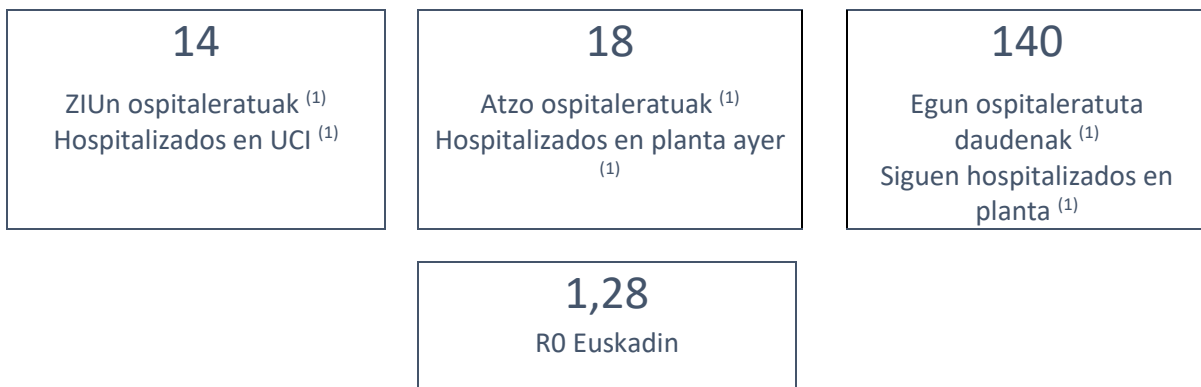 14
ZIUn ospitaleratuak (1)
Hospitalizados en UCI (1)
18
Atzo ospitaleratuak (1)
Hospitalizados en planta ayer
(1)
140
Egun ospitaleratuta
daudenak (1)
Siguen hospitalizados en
planta (1)
1,28
R0 Euskadin